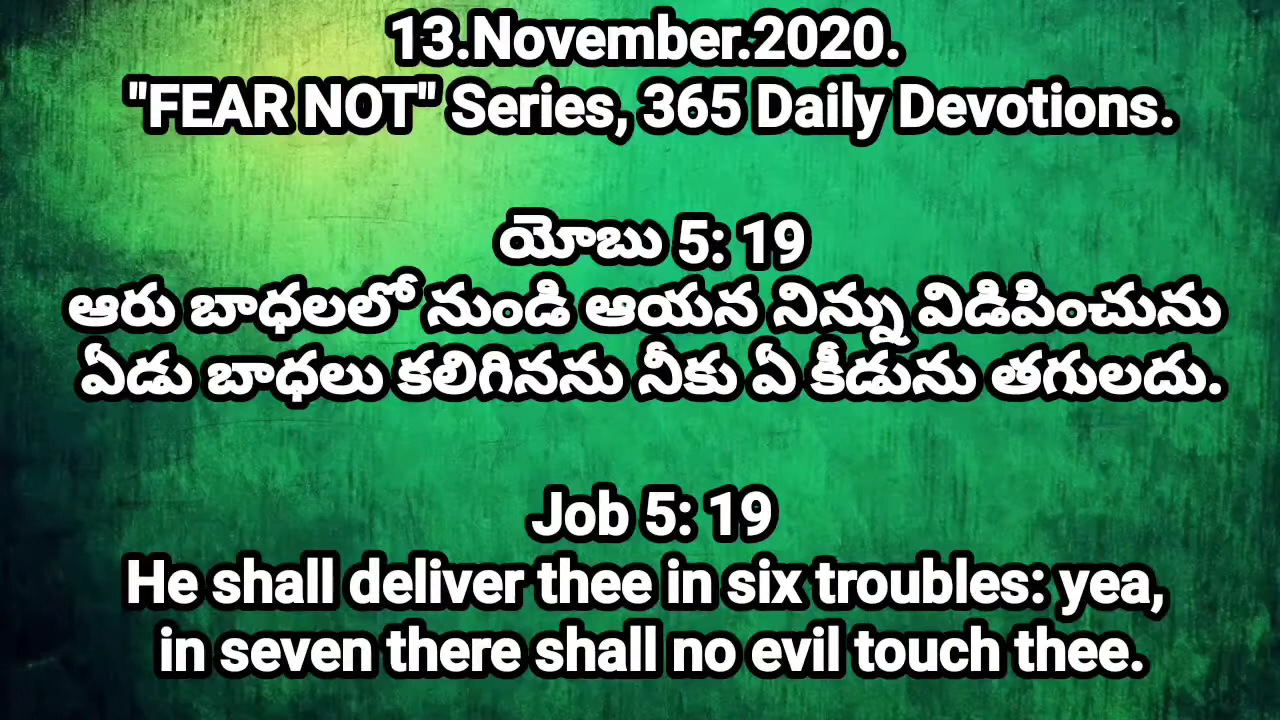 13.November.2020.
"FEAR NOT" Series, 365 Daily Devotions.
యోబు 5: 19
ఆరు బాధలలో నుండి ఆయన నిన్ను విడిపించును
ఏడు బాధలు కలిగినను నీకు ఏ కీడును తగులదు.
Job 5: 19
He shall deliver thee in six troubles: yea,
in seven there shall no evil touch thee.